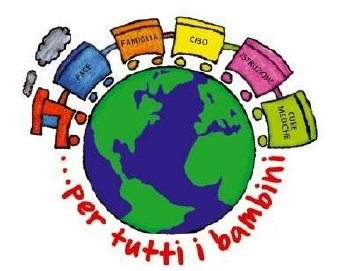 PACE
FAMIGLIA
CIBO
ISTRUZIONE
CURE
MEDICHE
...per tutti i bambini